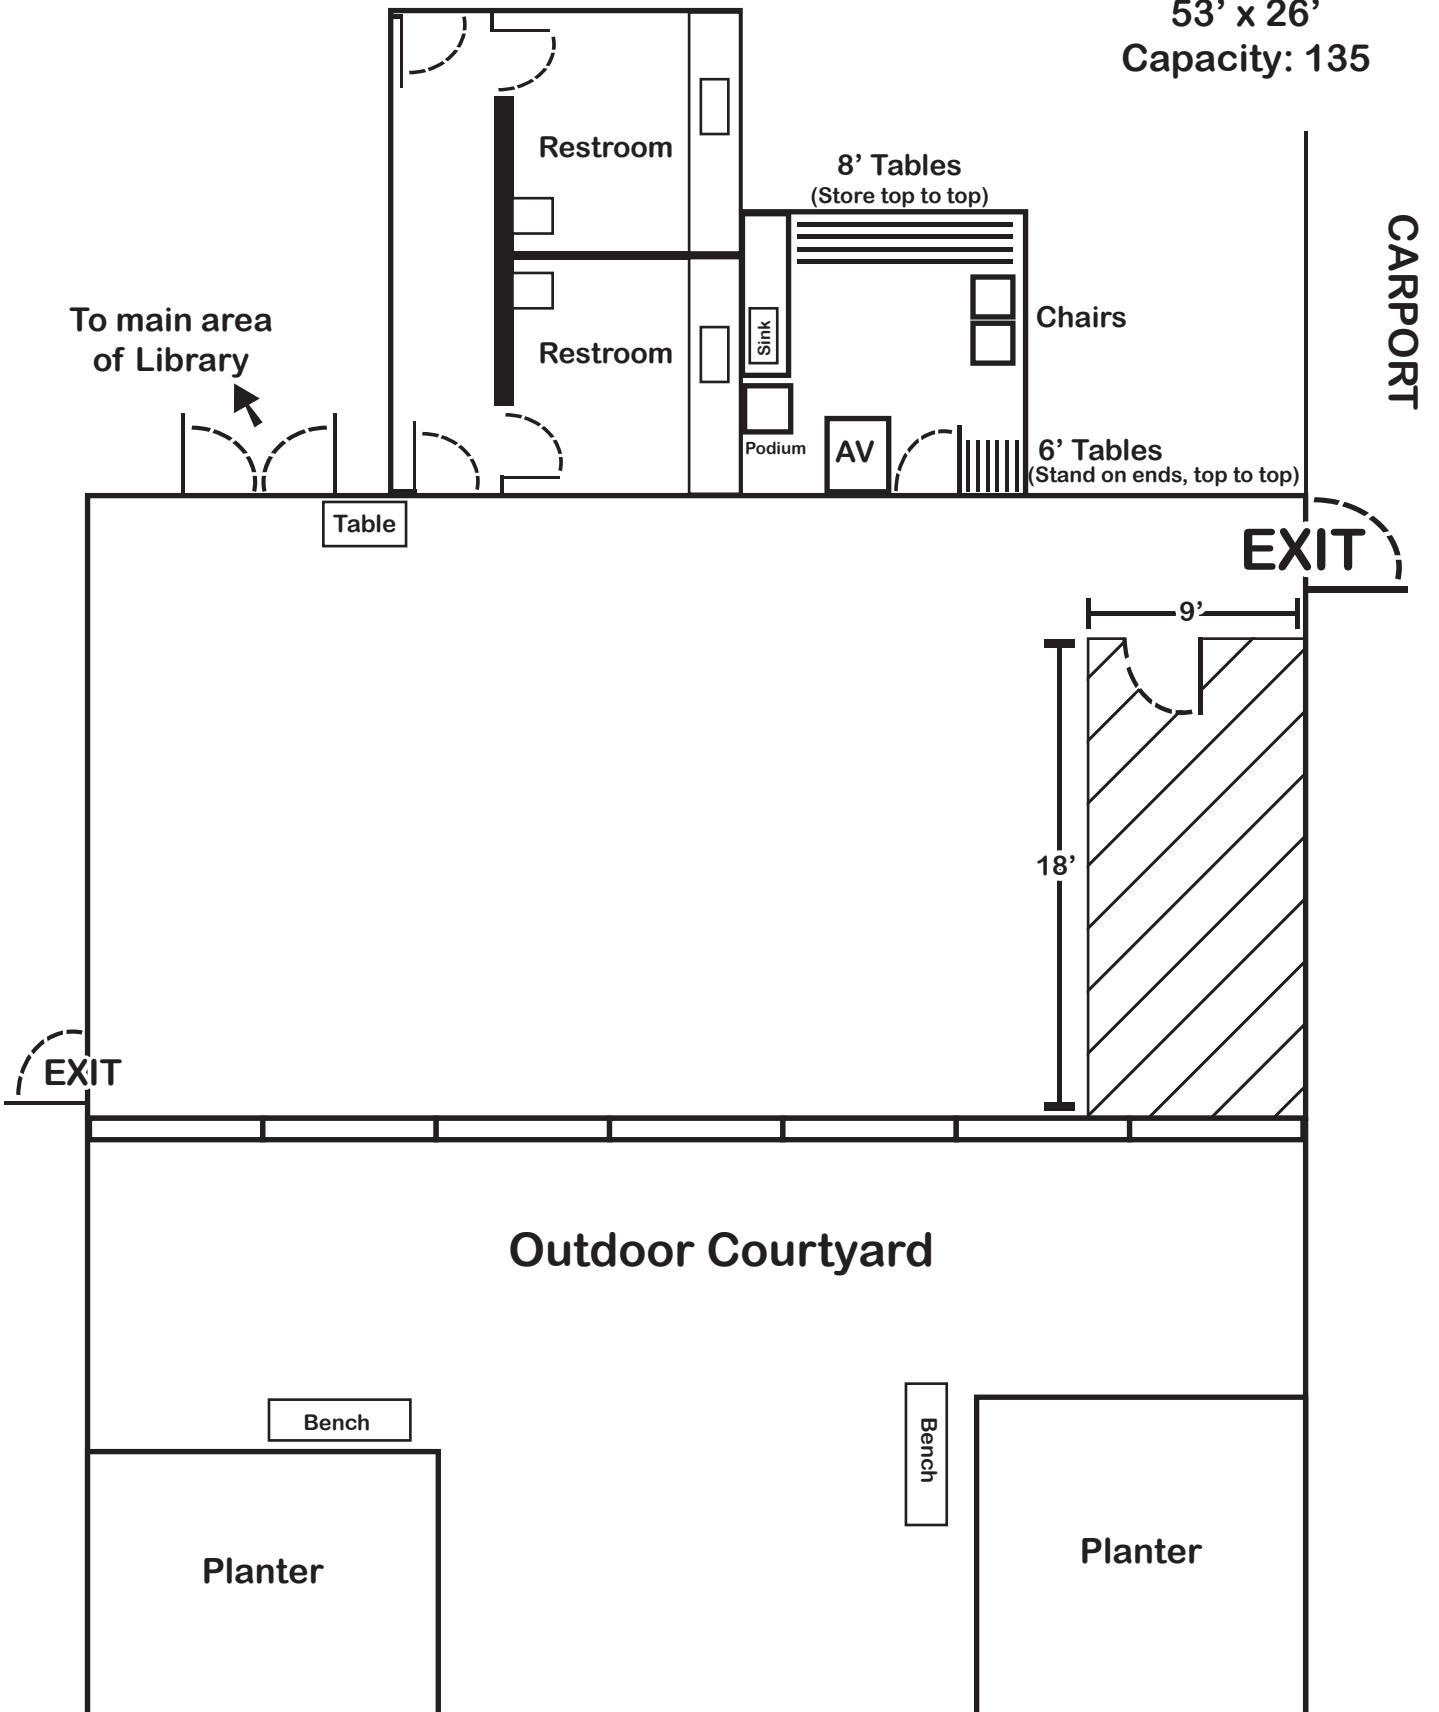 53’ x 26’
Capacity: 135
Restroom
8’ Tables
(Store top to top)
CARPORT
To main area
of Library
Restroom
Sink
Chairs
Podium
AV
6’ Tables
(Stand on ends, top to top)
Table
EXIT
9’
18’
EXIT
Outdoor Courtyard
Bench
Bench
Planter
Planter